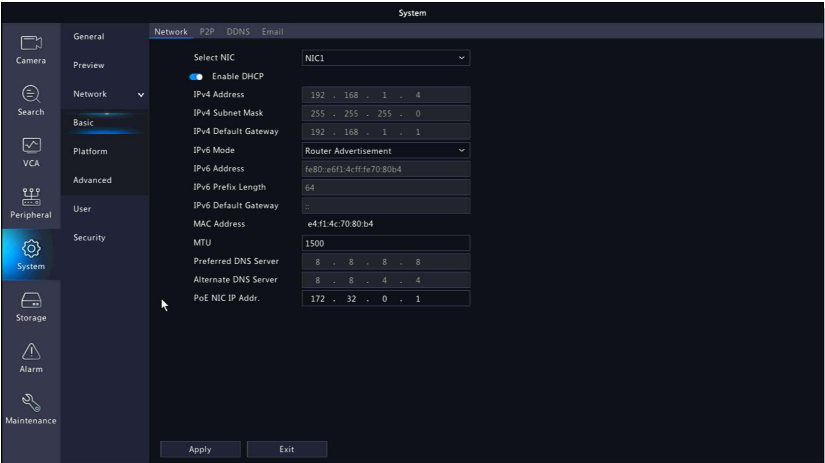 System
Network P2P DDNS Email
Camera
Search
VCA
Peripheral
System
Storage
Alarm
Maintenance
General
Preview
Network
Basic
Platform
Advanced
User
Security
Select NIC NIC1
Enable DHCP
IPv4 Address 192 . 168 . 1 . 4
IPv4 Subnet Mask 255 . 255 . 255 . 0
IPv4 Default Gateway 192 . 168 . 1 . 1
IPv6 Mode Router Advertisement
IPv6 Address fe80::e6f1:4cff:fe70:80b4
IPv6 Prefix Length 64
IPv6 Default Gateway ::
MAC Address e4:f1:4c:70:80:b4
MTU 1500
Preferred DNS Server 8 . 8 . 8 . 8
Alternate DNS Server 8 . 8 . 4 . 4
PoE NIC IP Addr. 172 . 32 . 0 . 1
Apply Exit